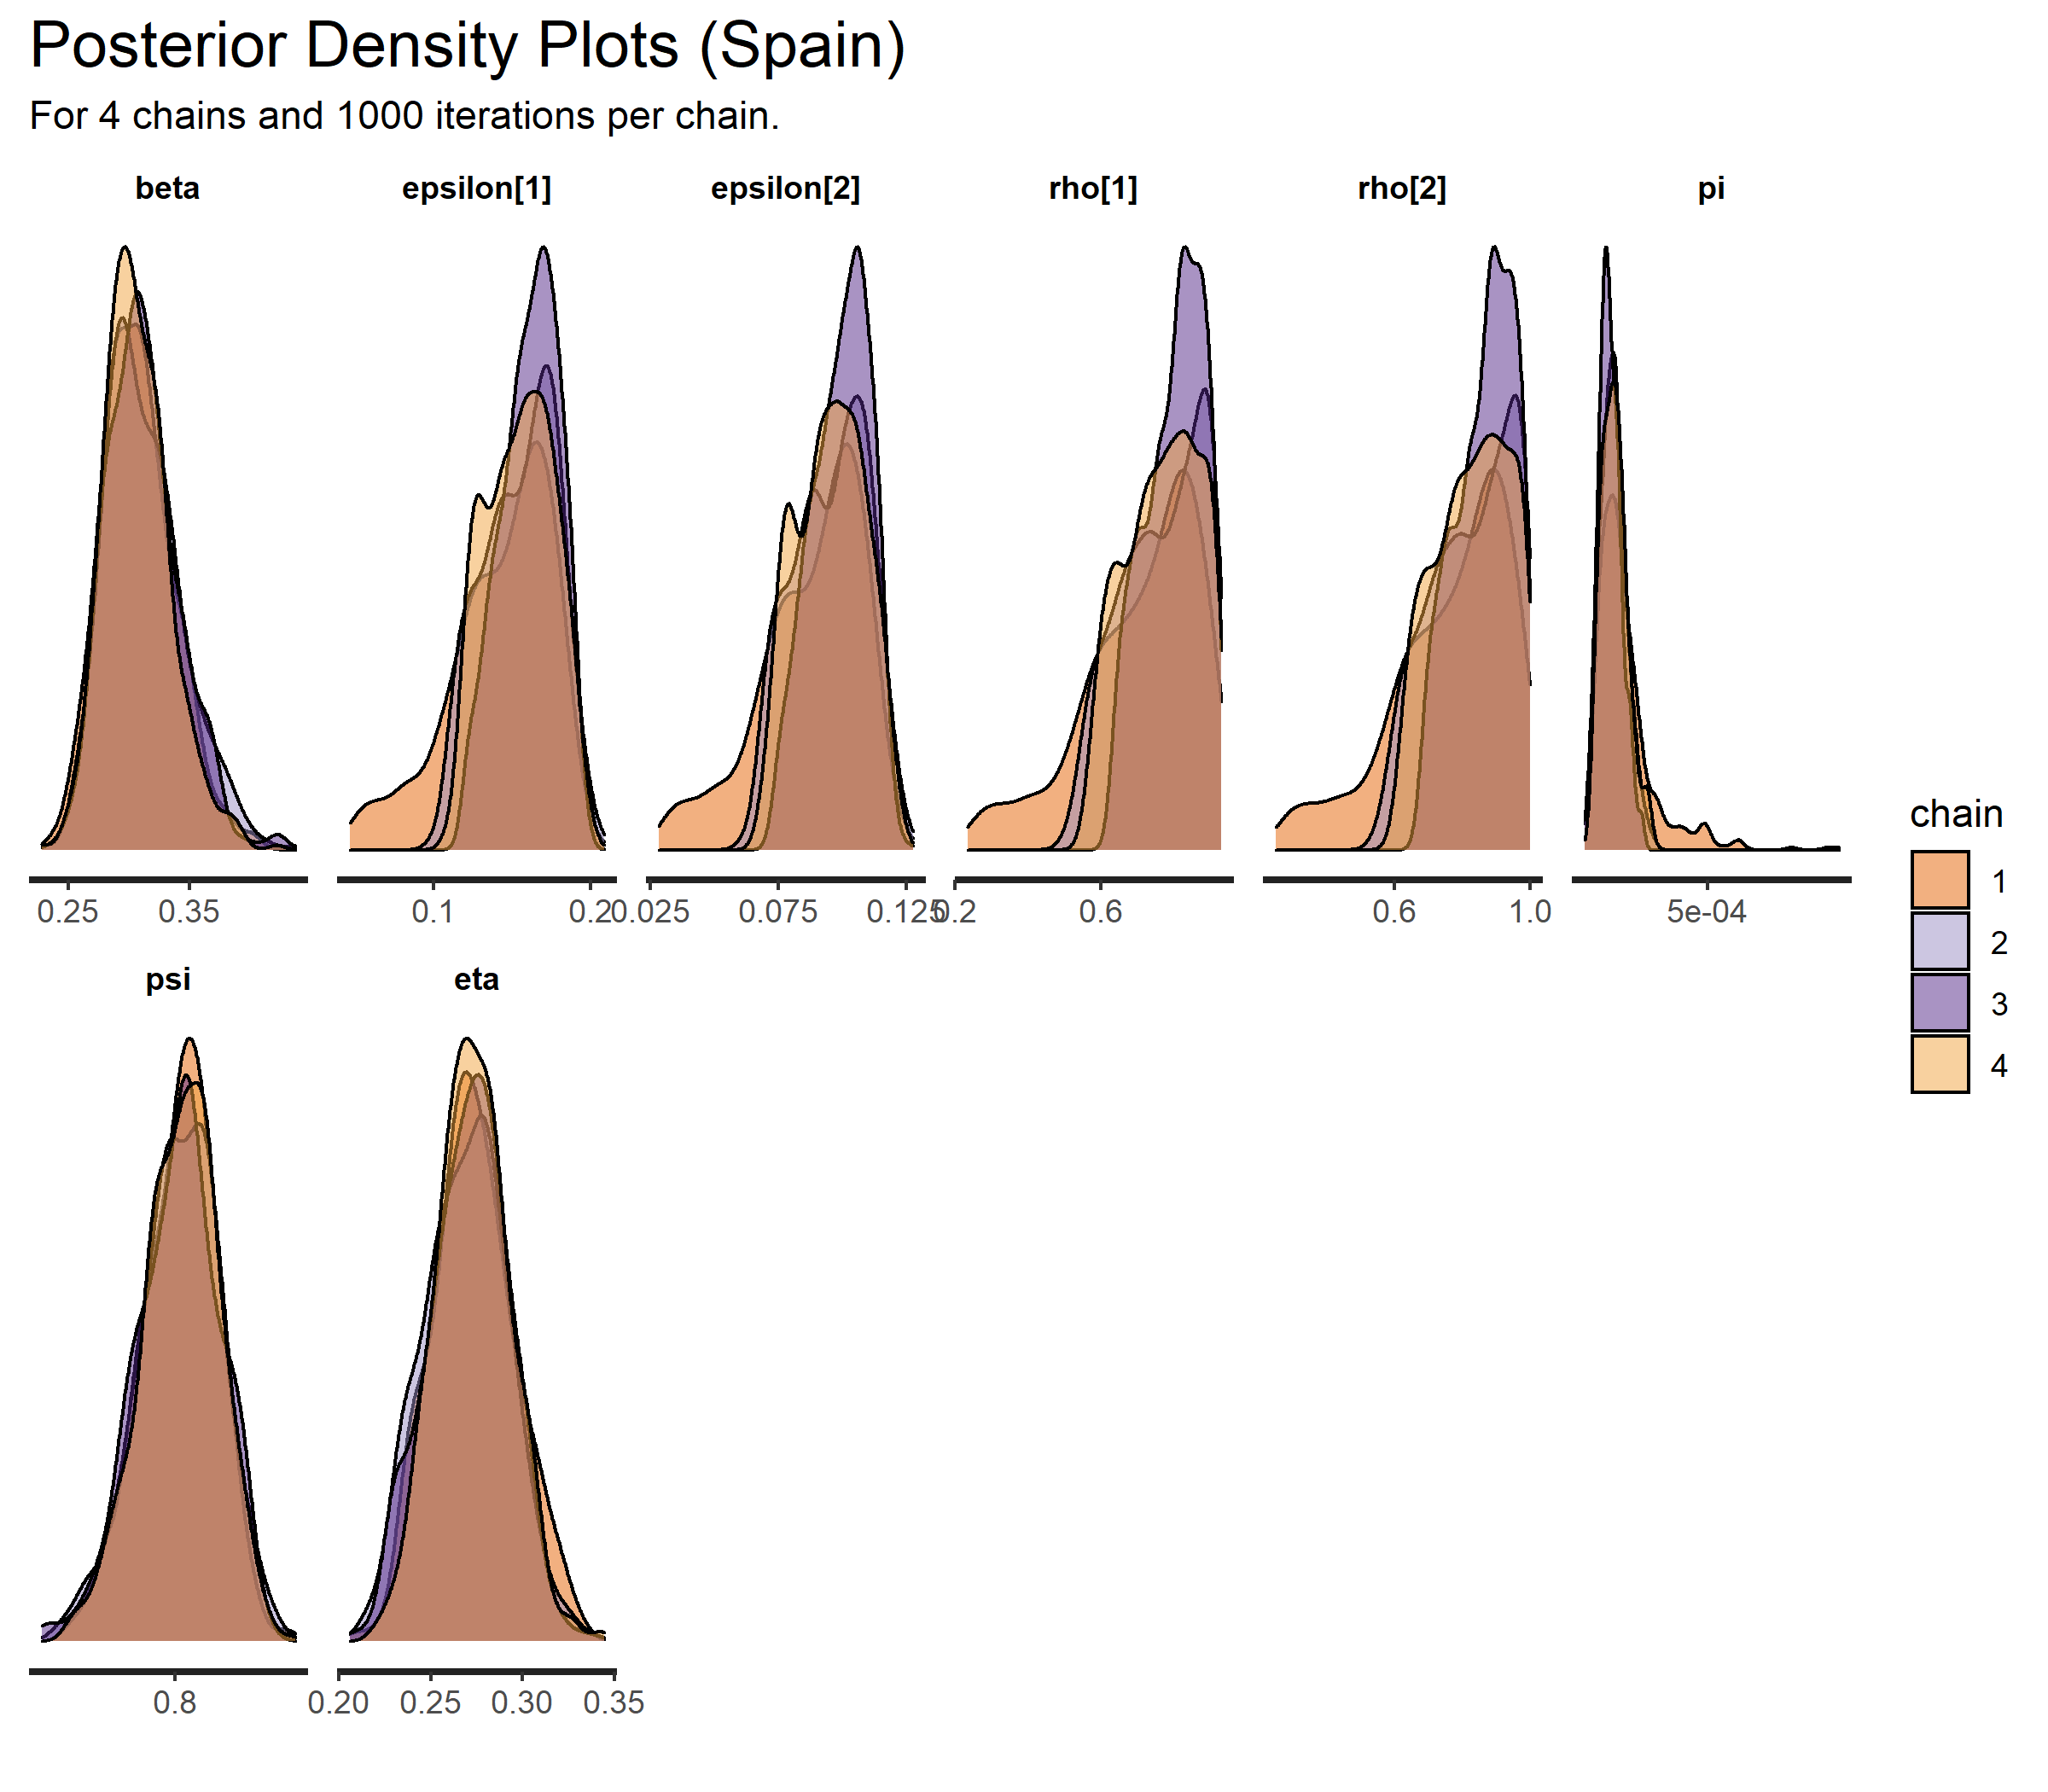 Posterior Density Plots (Spain)
For 4 chains and 1000 iterations per chain.
beta epsilon[1] epsilon[2] rho[1] rho[2] pi
0.25 0.35 0.1 0.2 0.025 0.075 0.125 0.2 0.6 0.6 1.0 5e-04
chain
1
2
3
4
psi eta
0.8 0.20 0.25 0.30 0.35